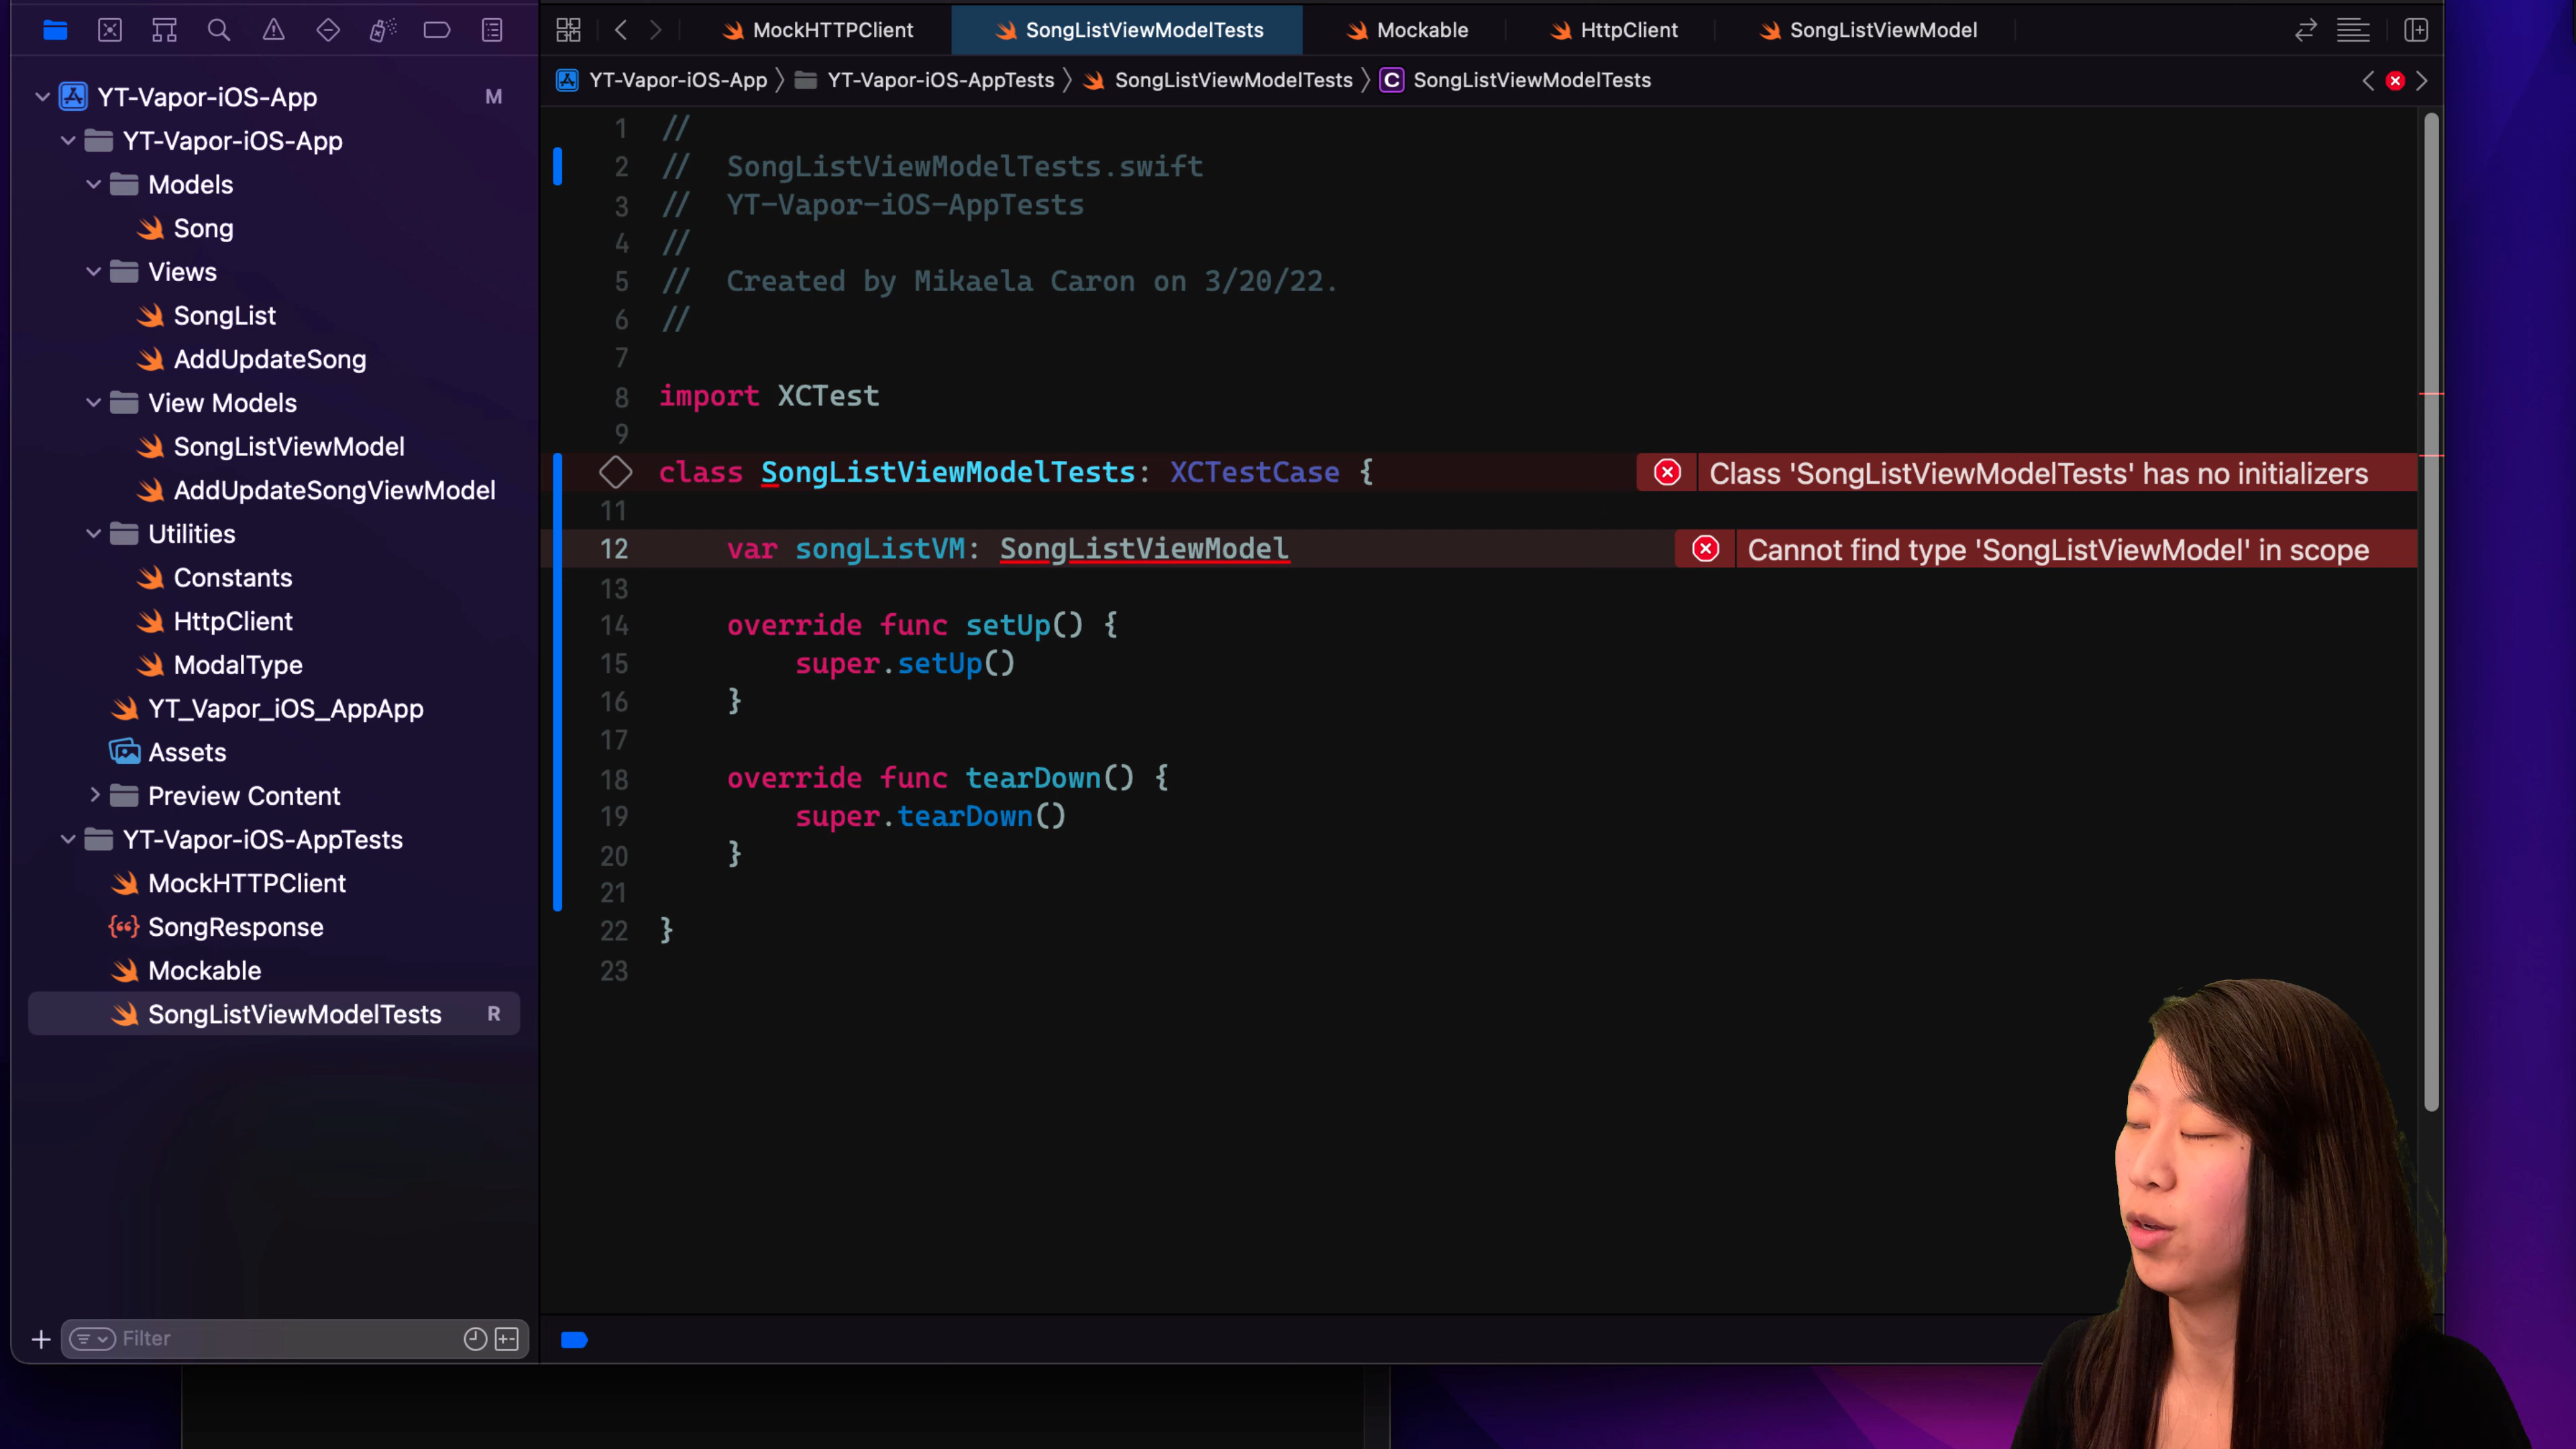 MockHTTPClient
SongListViewModelTests
Mockable
HttpClient
SongListViewModel
YT-Vapor-iOS-App
YT-Vapor-iOS-AppTests
SongListViewModelTests
C
SongListViewModelTests
YT-Vapor-iOS-App M
YT-Vapor-iOS-App
Models
Song
Views
SongList
AddUpdateSong
View Models
SongListViewModel
AddUpdateSongViewModel
Utilities
Constants
HttpClient
ModalType
YT_Vapor_iOS_AppApp
Assets
Preview Content
YT-Vapor-iOS-AppTests
MockHTTPClient
SongResponse
Mockable
SongListViewModelTests R
Filter
1 //
2 // SongListViewModelTests.swift
3 // YT-Vapor-iOS-AppTests
4 //
5 // Created by Mikaela Caron on 3/20/22.
6 //
7
8 import XCTest
9
class SongListViewModelTests: XCTestCase { Class 'SongListViewModelTests' has no initializers
11
12 var songListVM: SongListViewModel Cannot find type 'SongListViewModel' in scope
13
14 override func setUp() {
15 super.setUp()
16 }
17
18 override func tearDown() {
19 super.tearDown()
20 }
21
22 }
23